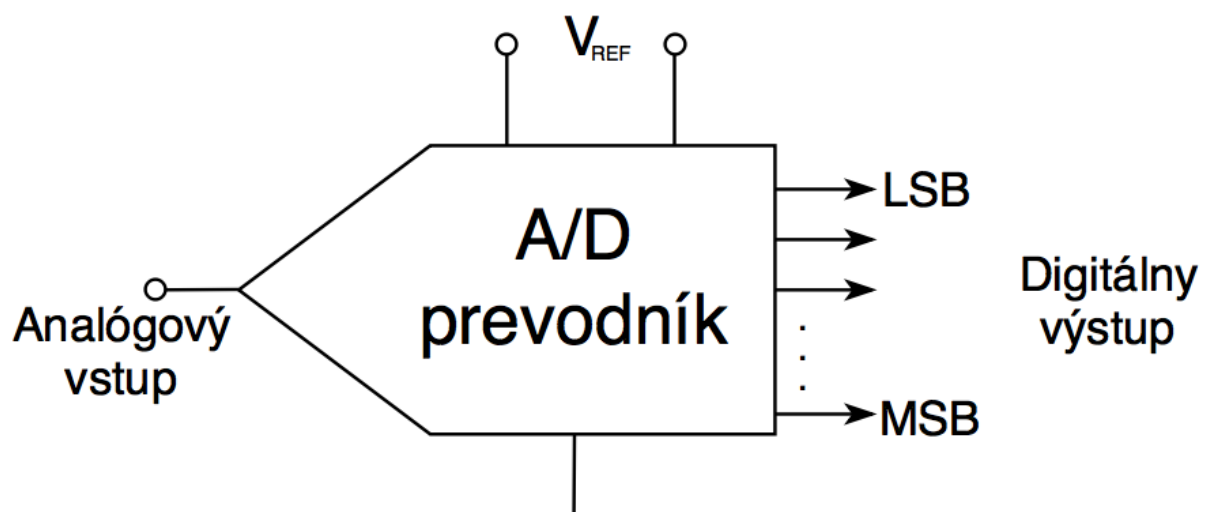 VREF
LSB
A/D
prevodník
Analógový
vstup
Digitálny
výstup
MSB